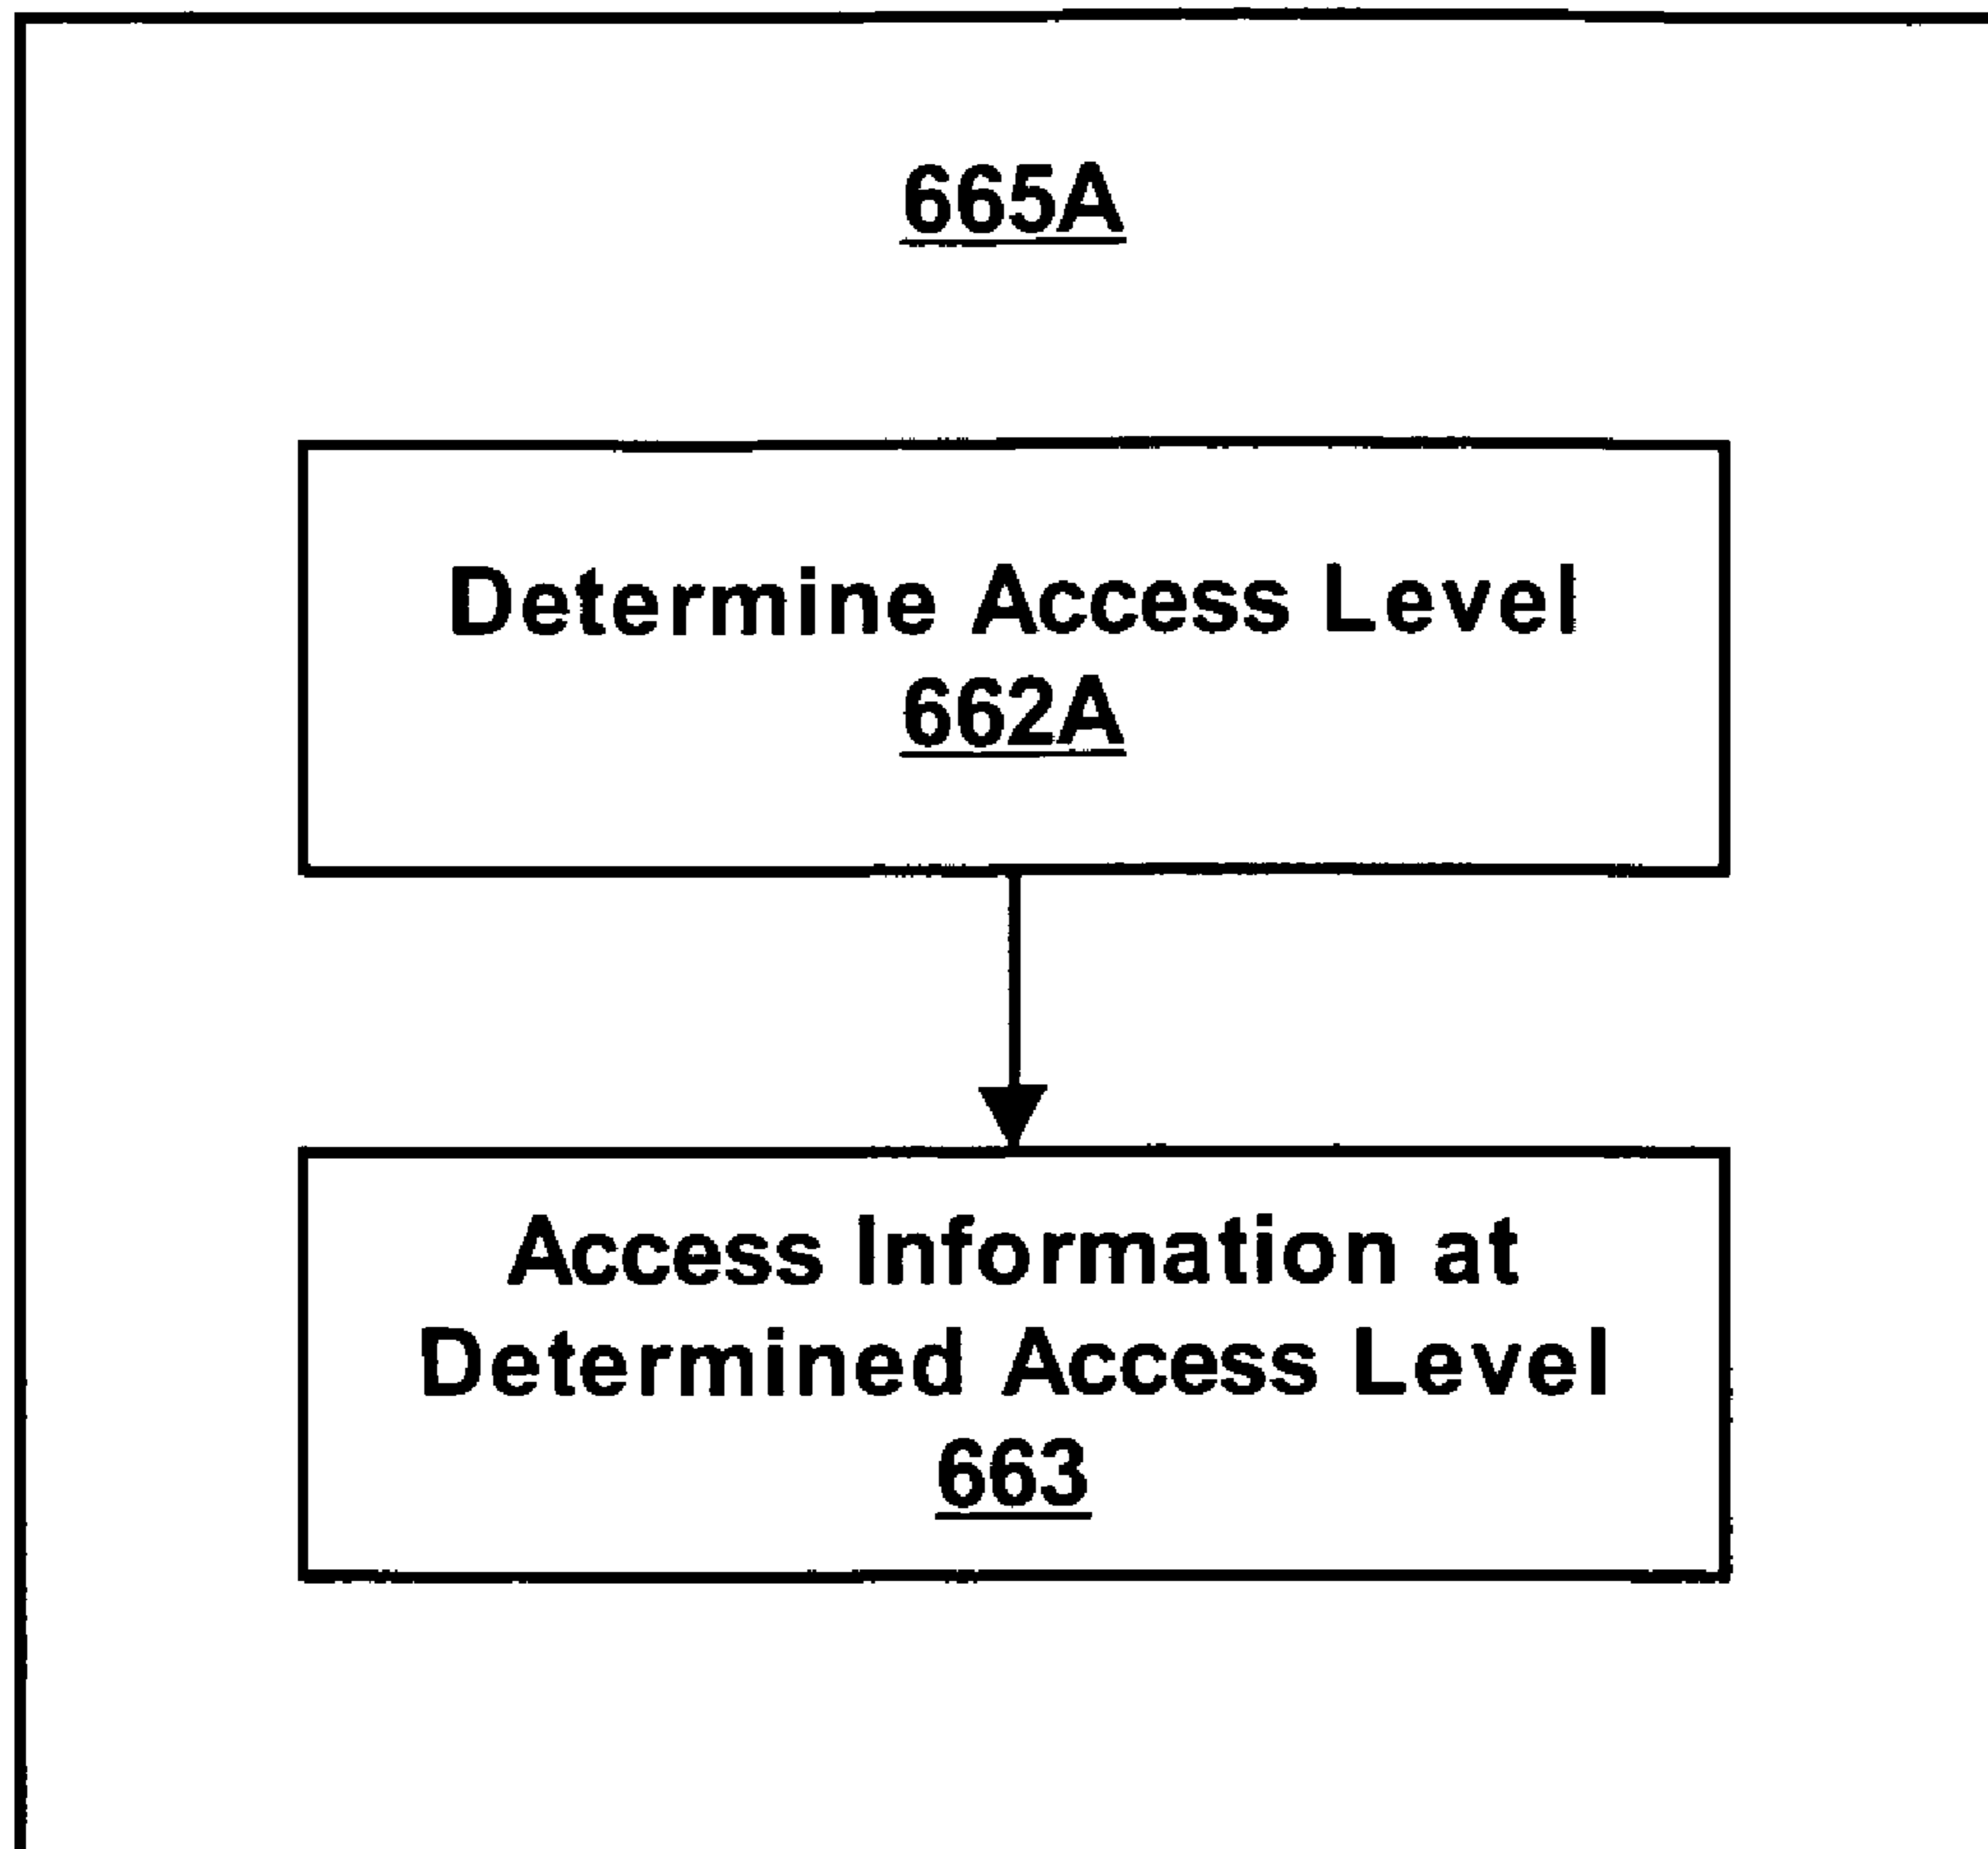 665A
Determine Access Level
662A
Access Information at
Determined Access Level
663